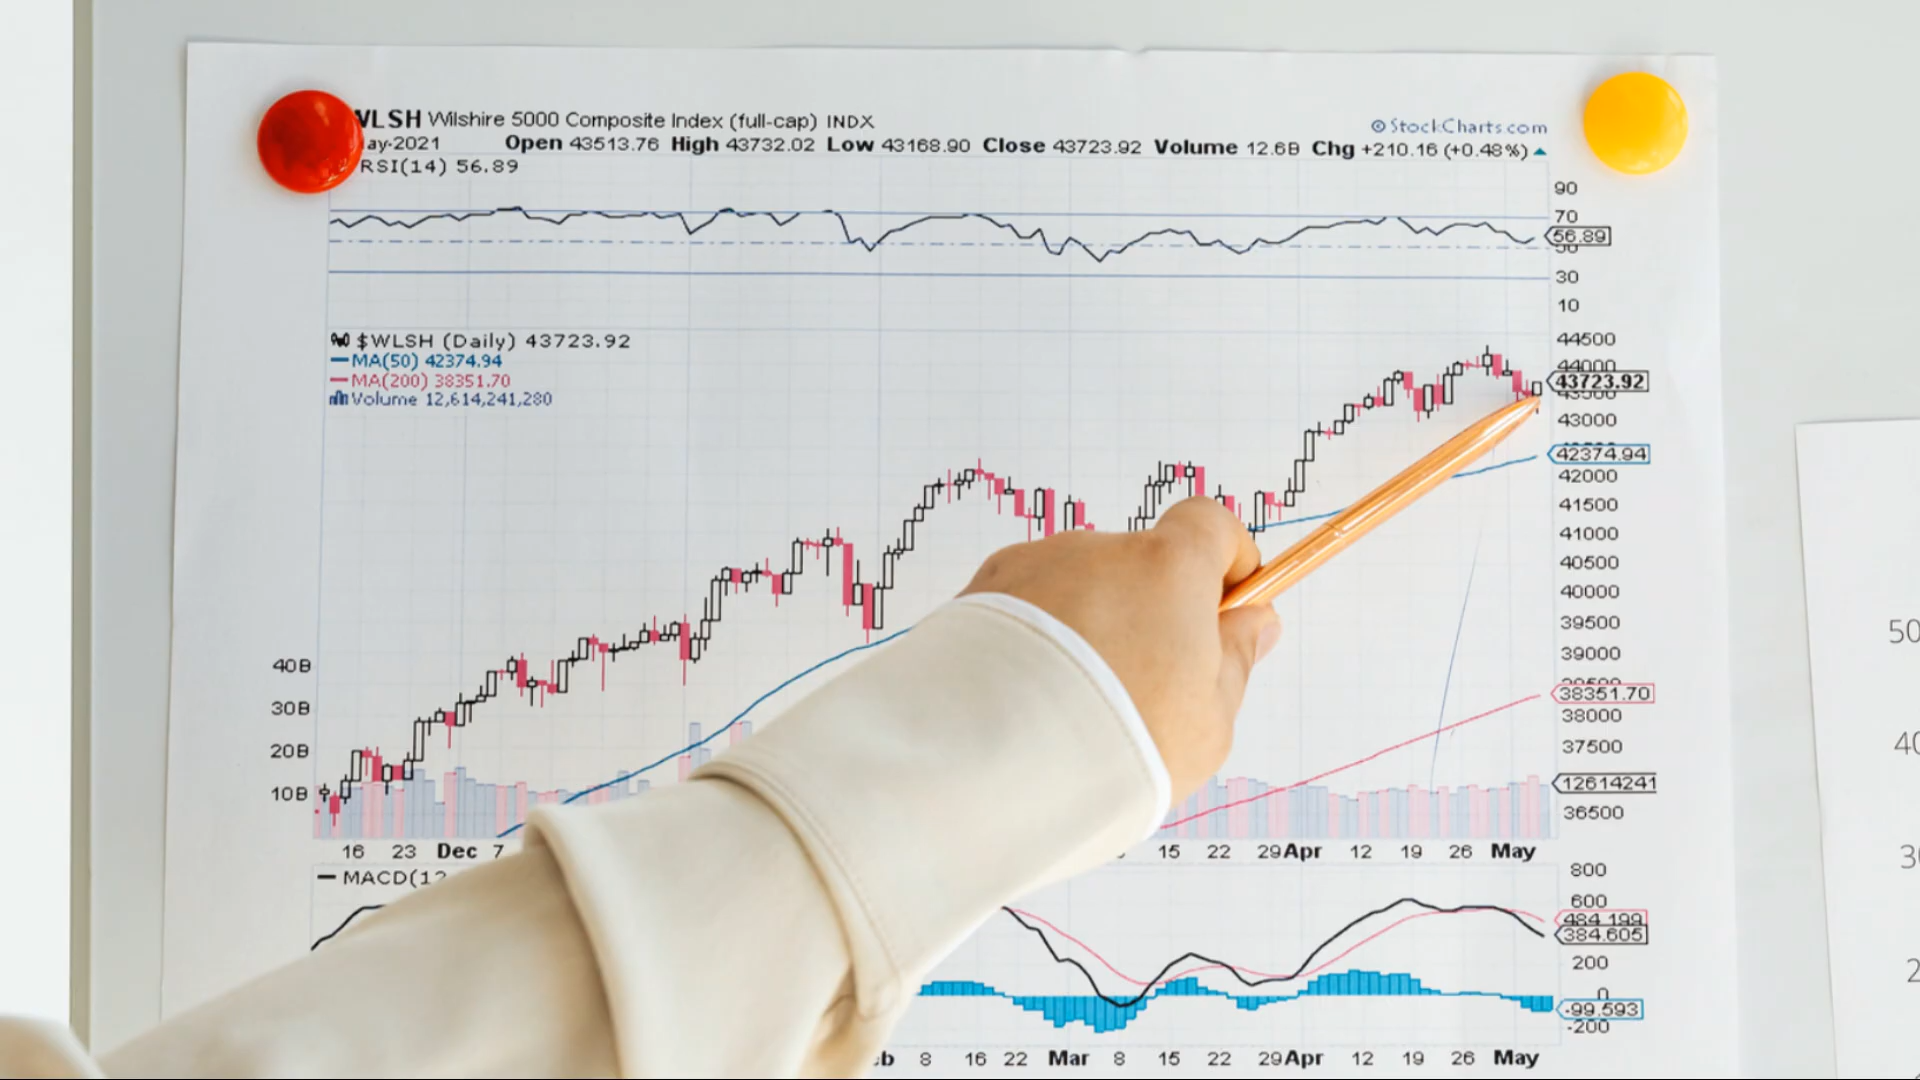 WLSH Wilshire 5000 Composite Index (full-cap) INDX
© StockCharts.com
ay-2021 Open 43513.76 High 43732.02 Low 43168.90 Close 43723.92 Volume 12.6B Chg +210.16 (+0.48%)
RSI(14) 56.89
90
70
56.89
50
30
10
$WLSH (Daily) 43723.92
MA(50) 42374.94
MA(200) 38351.70
Volume 12,614,241,280
44500
44000
43723.92
43500
43000
42374.94
42000
41500
41000
40500
40000
39500
39000
38351.70
38000
37500
12614241
36500
40B
30B
20B
10B
16 23 Dec 7
15 22 29 Apr 12 19 26 May
MACD(12
800
600
484.199
384.605
200
0
-99.593
-200
b 8 16 22 Mar 8 15 22 29 Apr 12 19 26 May
50
40
30
2